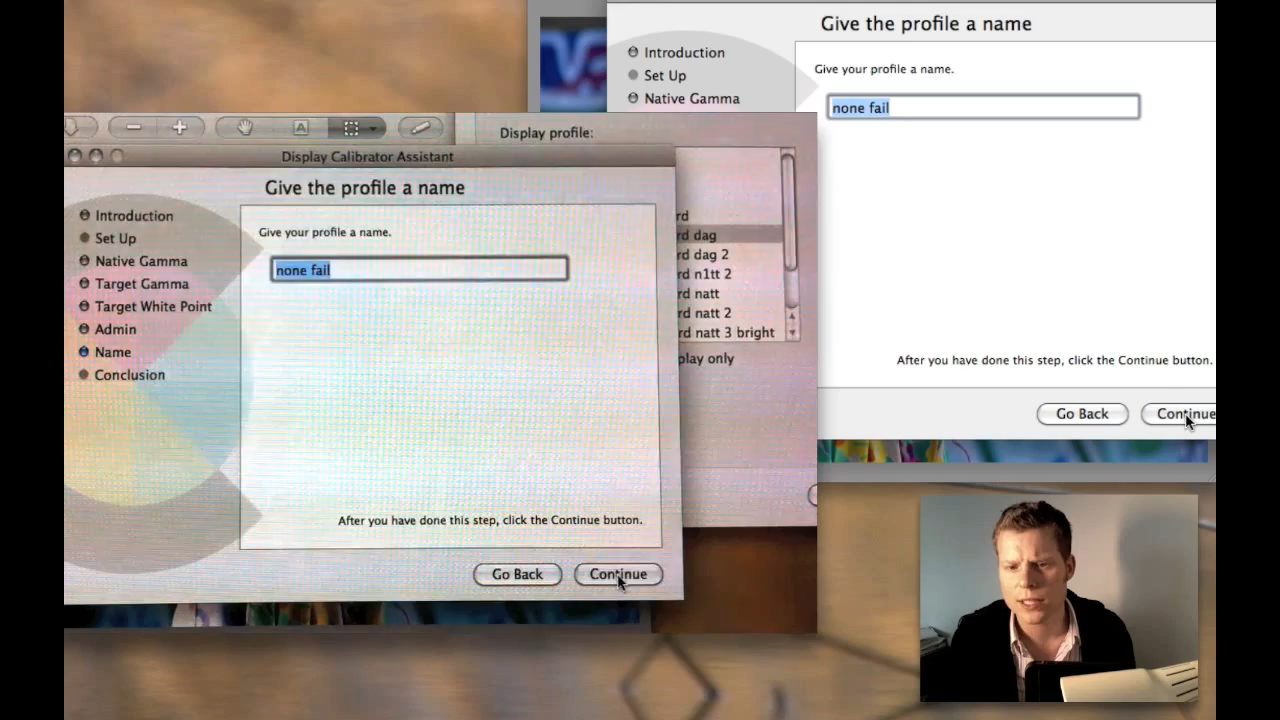 Give the profile a name
Introduction
Set Up
Native Gamma
Give your profile a name.
none fail
After you have done this step, click the Continue button.
Go Back
Continue
Display profile:
rd
rd dag
rd dag 2
rd n1tt 2
rd natt
rd natt 2
rd natt 3 bright
play only
A
Display Calibrator Assistant
Give the profile a name
Introduction
Set Up
Native Gamma
Target Gamma
Target White Point
Admin
Name
Conclusion
Give your profile a name.
none fail
After you have done this step, click the Continue button.
Go Back
Continue